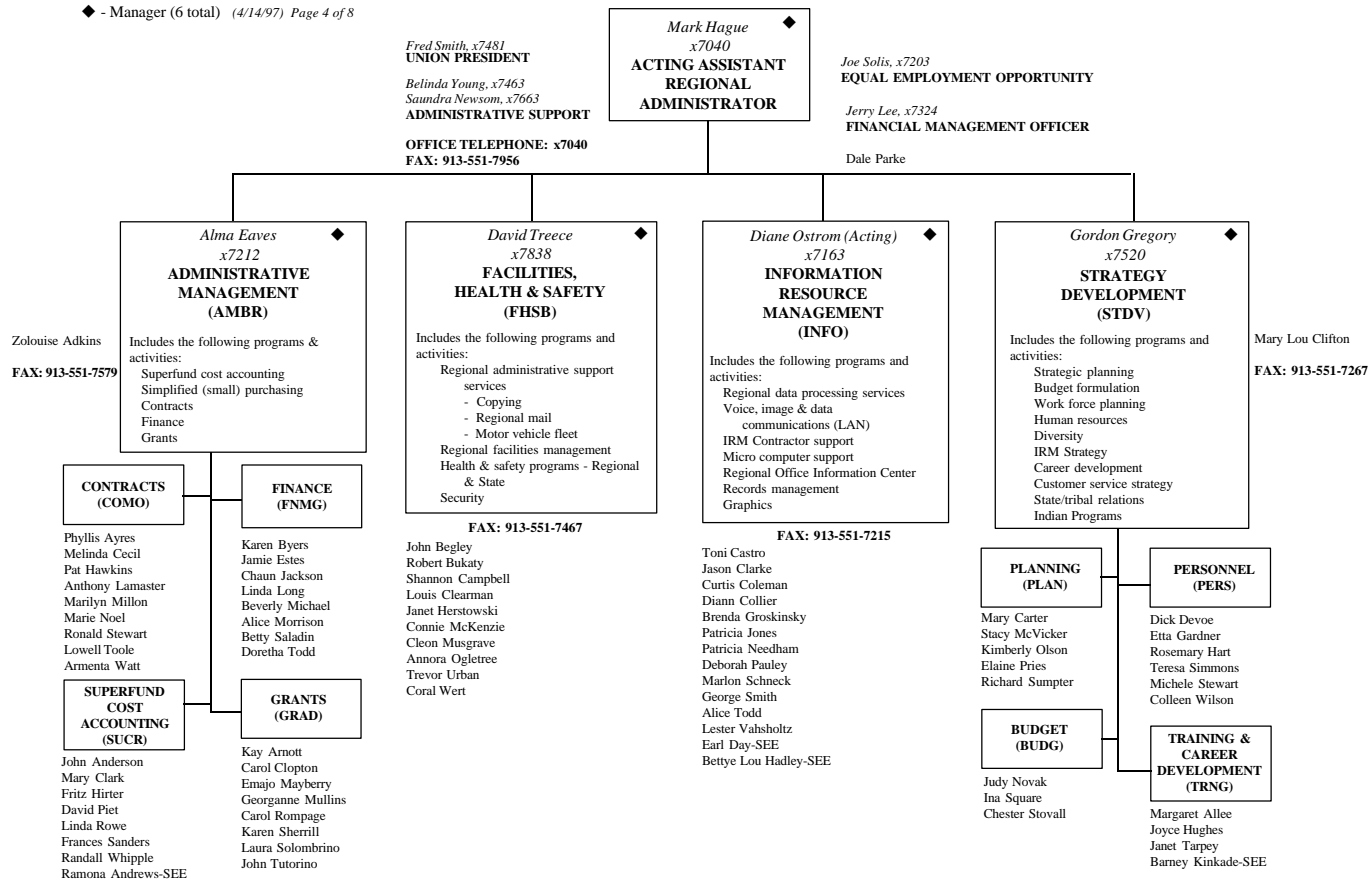 ◆ - Manager (6 total) (4/14/97) Page 4 of 8
Mark Hague ◆
x7040
ACTING ASSISTANT
REGIONAL
ADMINISTRATOR
Fred Smith, x7481
UNION PRESIDENT
Belinda Young, x7463
Saundra Newsom, x7663
ADMINISTRATIVE SUPPORT
OFFICE TELEPHONE: x7040
FAX: 913-551-7956
Joe Solis, x7203
EQUAL EMPLOYMENT OPPORTUNITY
Jerry Lee, x7324
FINANCIAL MANAGEMENT OFFICER
Dale Parke
Zolouise Adkins
FAX: 913-551-7579
Alma Eaves ◆
x7212
ADMINISTRATIVE
MANAGEMENT
(AMBR)
Includes the following programs &
activities:
Superfund cost accounting
Simplified (small) purchasing
Contracts
Finance
Grants
CONTRACTS
(COMO)
Phyllis Ayres
Melinda Cecil
Pat Hawkins
Anthony Lamaster
Marilyn Millon
Marie Noel
Ronald Stewart
Lowell Toole
Armenta Watt
FINANCE
(FNMG)
Karen Byers
Jamie Estes
Chaun Jackson
Linda Long
Beverly Michael
Alice Morrison
Betty Saladin
Doretha Todd
SUPERFUND
COST
ACCOUNTING
(SUCR)
John Anderson
Mary Clark
Fritz Hirter
David Piet
Linda Rowe
Frances Sanders
Randall Whipple
Ramona Andrews-SEE
GRANTS
(GRAD)
Kay Arnott
Carol Clopton
Emajo Mayberry
Georganne Mullins
Carol Rompage
Karen Sherrill
Laura Solombrino
John Tutorino
David Treece ◆
x7838
FACILITIES,
HEALTH & SAFETY
(FHSB)
Includes the following programs and
activities:
Regional administrative support
services
- Copying
- Regional mail
- Motor vehicle fleet
Regional facilities management
Health & safety programs - Regional
& State
Security
FAX: 913-551-7467
John Begley
Robert Bukaty
Shannon Campbell
Louis Clearman
Janet Herstowski
Connie McKenzie
Cleon Musgrave
Annora Ogletree
Trevor Urban
Coral Wert
Diane Ostrom (Acting) ◆
x7163
INFORMATION
RESOURCE
MANAGEMENT
(INFO)
Includes the following programs and
activities:
Regional data processing services
Voice, image & data
communications (LAN)
IRM Contractor support
Micro computer support
Regional Office Information Center
Records management
Graphics
FAX: 913-551-7215
Toni Castro
Jason Clarke
Curtis Coleman
Diann Collier
Brenda Groskinsky
Patricia Jones
Patricia Needham
Deborah Pauley
Marlon Schneck
George Smith
Alice Todd
Lester Vahsholtz
Earl Day-SEE
Bettye Lou Hadley-SEE
Gordon Gregory ◆
x7520
STRATEGY
DEVELOPMENT
(STDV)
Includes the following programs and
activities:
Strategic planning
Budget formulation
Work force planning
Human resources
Diversity
IRM Strategy
Career development
Customer service strategy
State/tribal relations
Indian Programs
Mary Lou Clifton
FAX: 913-551-7267
PLANNING
(PLAN)
Mary Carter
Stacy McVicker
Kimberly Olson
Elaine Pries
Richard Sumpter
PERSONNEL
(PERS)
Dick Devoe
Etta Gardner
Rosemary Hart
Teresa Simmons
Michele Stewart
Colleen Wilson
BUDGET
(BUDG)
Judy Novak
Ina Square
Chester Stovall
TRAINING &
CAREER
DEVELOPMENT
(TRNG)
Margaret Allee
Joyce Hughes
Janet Tarpey
Barney Kinkade-SEE